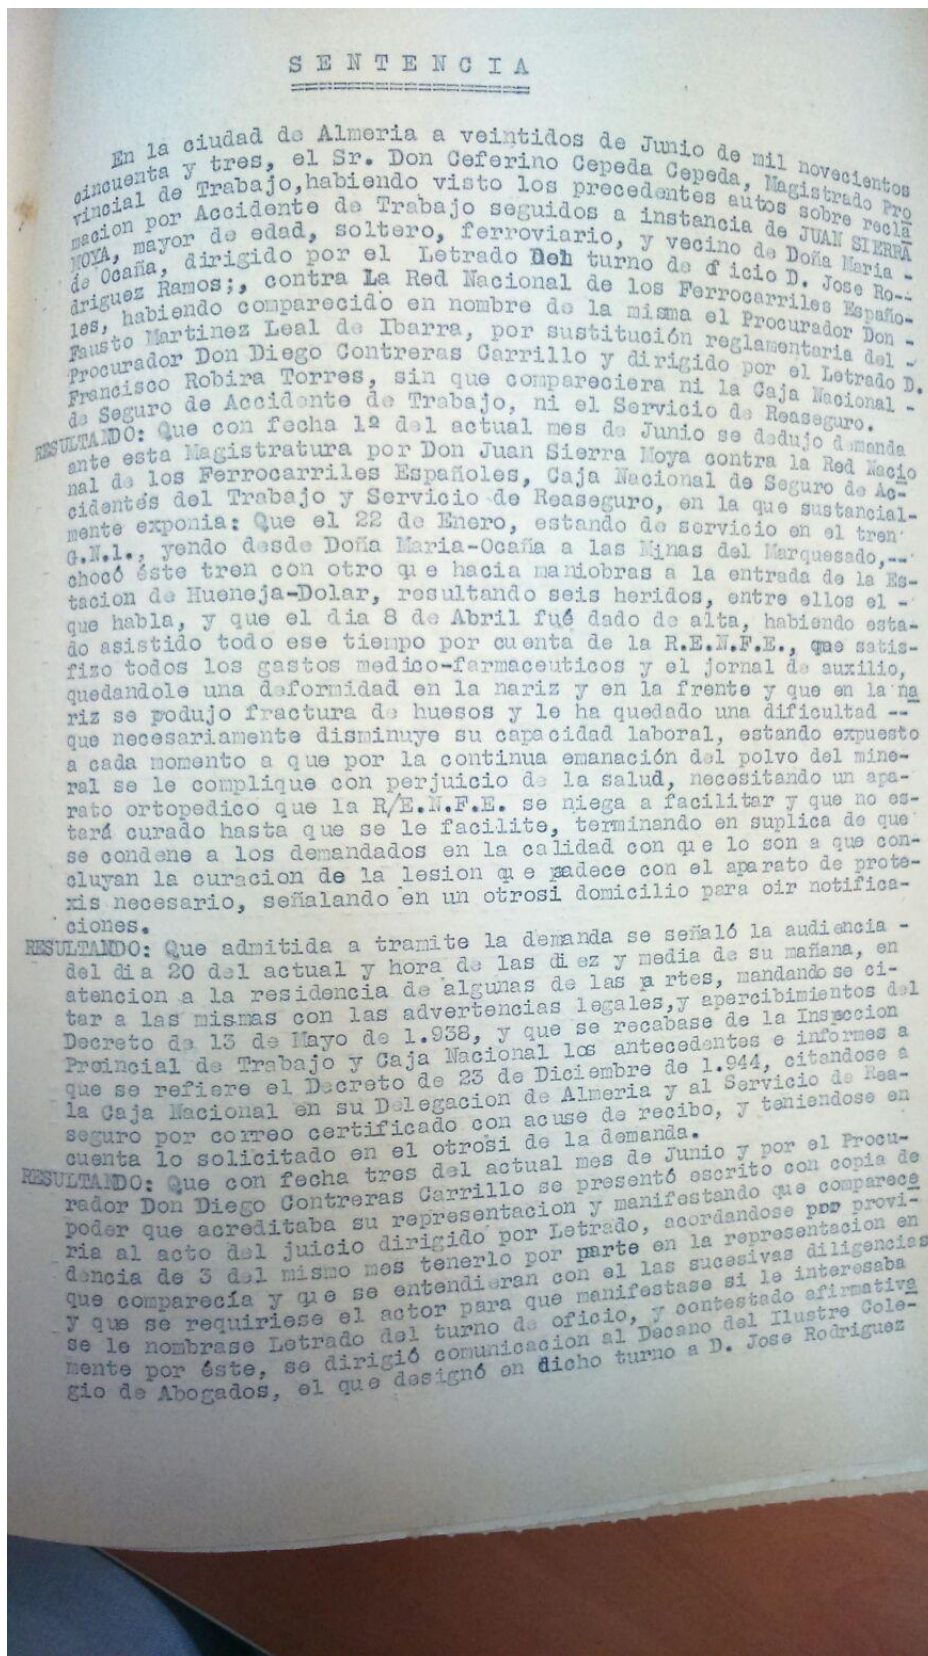 SENTENCIA
En la ciudad de Almeria a veintidos de Junio de mil novecientos
cincuenta y tres, el Sr. Don Ceferino Cepeda Cepeda, Magistrado Pro
vincial de Trabajo,habiendo visto los precedentes autos sobre recla
macion por Accidente de Trabajo seguidos a instancia de JUAN SIERRA
MOYA, mayor de edad, soltero, ferroviario, y vecino de Doña Maria -
de Ocaña, dirigido por el Letrado Del turno de oficio D. Jose Ro--
driguez Ramos;, contra La Red Nacional de los Ferrocarriles Españo-
les, habiendo comparecido en nombre de la misma el Procurador Don -
Fausto Martinez Leal de Ibarra, por sustitución reglamentaria del -
Procurador Don Diego Contreras Carrillo y dirigido por el Letrado D.
Francisco Robira Torres, sin que compareciera ni la Caja Nacional -
de Seguro de Accidente de Trabajo, ni el Servicio de Reaseguro.
RESULTANDO: Que con fecha 1º del actual mes de Junio se dedujo demanda
ante esta Magistratura por Don Juan Sierra Moya contra la Red Nacio
nal de los Ferrocarriles Españoles, Caja Nacional de Seguro de Ac-
cidentes del Trabajo y Servicio de Reaseguro, en la que sustancial-
mente exponia: Que el 22 de Enero, estando de servicio en el tren
G.N.1., yendo desde Doña Maria-Ocaña a las Minas del Marquesado,--
chocó éste tren con otro que hacia maniobras a la entrada de la Es-
tacion de Hueneja-Dolar, resultando seis heridos, entre ellos el -
que habla, y que el dia 8 de Abril fué dado de alta, habiendo esta-
do asistido todo ese tiempo por cuenta de la R.E.N.F.E., que satis-
fizo todos los gastos medico-farmaceuticos y el jornal de auxilio,
quedandole una deformidad en la nariz y en la frente y que en la na
riz se podujo fractura de huesos y le ha quedado una dificultad --
que necesariamente disminuye su capacidad laboral, estando expuesto
a cada momento a que por la continua emanación del polvo del mine-
ral se le complique con perjuicio de la salud, necesitando un apa-
rato ortopedico que la R/E.N.F.E. se niega a facilitar y que no es-
tará curado hasta que se le facilite, terminando en suplica de que
se condene a los demandados en la calidad con que lo son a que con-
cluyan la curacion de la lesion que padece con el aparato de prote-
xis necesario, señalando en un otrosi domicilio para oir notifica-
ciones.
RESULTANDO: Que admitida a tramite la demanda se señaló la audiencia -
del dia 20 del actual y hora de las diez y media de su mañana, en
atencion a la residencia de algunas de las partes, mandandose ci-
tar a las mismas con las advertencias legales,y apercibimientos del
Decreto de 13 de Mayo de 1.938, y que se recabase de la Inspeccion
Provincial de Trabajo y Caja Nacional los antecedentes e informes a
que se refiere el Decreto de 23 de Diciembre de 1.944, citandose a
la Caja Nacional en su Delegacion de Almeria y al Servicio de Rea-
seguro por correo certificado con acuse de recibo, y teniendose en
cuenta lo solicitado en el otrosi de la demanda.
RESULTANDO: Que con fecha tres del actual mes de Junio y por el Procu-
rador Don Diego Contreras Carrillo se presentó escrito con copia de
poder que acreditaba su representacion y manifestando que comparece
ria al acto del juicio dirigido por Letrado, acordandose por provi-
dencia de 3 del mismo mes tenerlo por parte en la representacion en
que comparecía y que se entendieran con el las sucesivas diligencias
y que se requiriese el actor para que manifestase si le interesaba
se le nombrase Letrado del turno de oficio, y contestado afirmativa
mente por éste, se dirigió comunicacion al Decano del Ilustre Cole-
gio de Abogados, el que designó en dicho turno a D. Jose Rodriguez